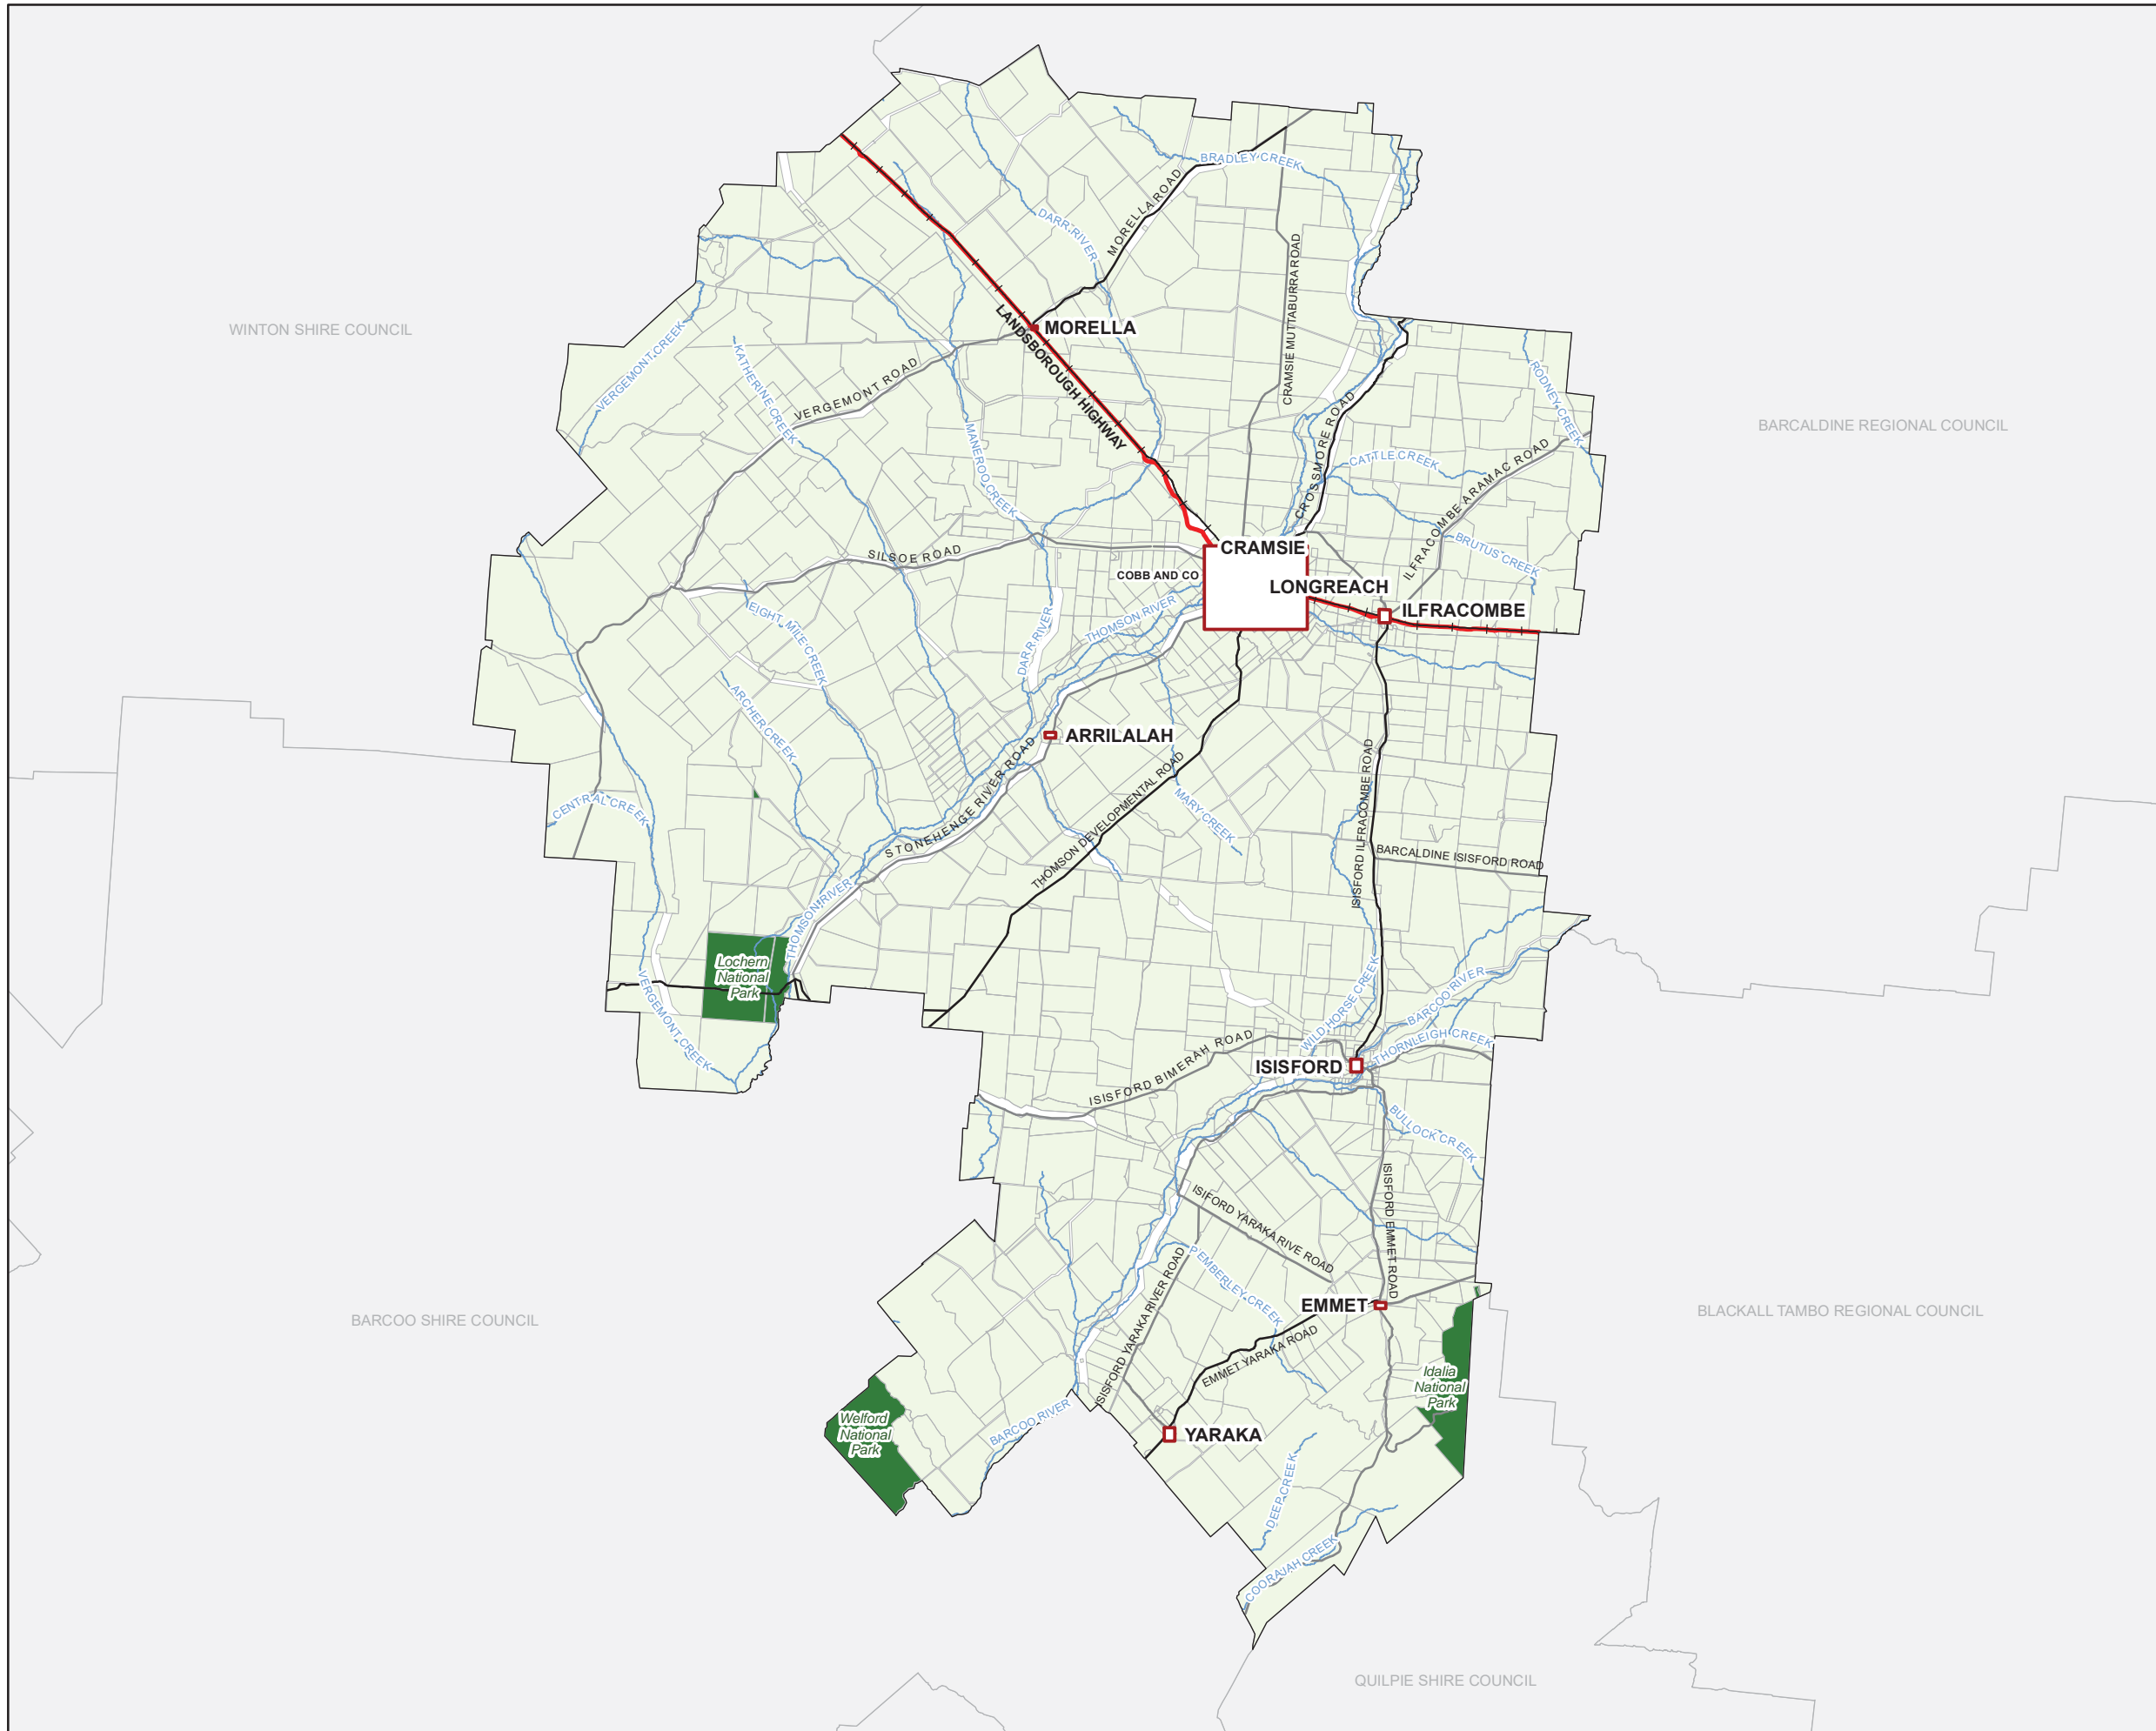 BRADLEY CREEK
MORELLA ROAD
DARR RIVER
CRAMSIE MUTTABURRA ROAD
WINTON SHIRE COUNCIL
MORELLA
LANDSBOROUGH HIGHWAY
VERGEMONT CREEK
KATHERINE CREEK
VERGEMONT ROAD
RODNEY CREEK
BARCALDINE REGIONAL COUNCIL
MANEROO CREEK
CROSSMORE ROAD
CATTLE CREEK
ILFRACOMBE ARAMAC ROAD
SILSOE ROAD
CRAMSIE
BRUTUS CREEK
COBB AND CO
LONGREACH
ILFRACOMBE
EIGHT MILE CREEK
DARR RIVER
THOMSON RIVER
ARCHER CREEK
ARRILALAH
STONEHENGE RIVER ROAD
THOMSON DEVELOPMENTAL ROAD
MARY CREEK
ISISFORD ILFRACOMBE ROAD
CENTRAL CREEK
BARCALDINE ISISFORD ROAD
THOMSON RIVER
Lochern
National
Park
VERGEMONT CREEK
WILD HORSE CREEK
BARCOO RIVER
THORNLEIGH CREEK
ISISFORD BIMERAH ROAD
ISISFORD
BULLOCK CREEK
ISISFORD EMMET ROAD
ISIFORD YARAKA RIVE ROAD
PEMBERLEY CREEK
ISISFORD YARAKA RIVER ROAD
EMMET
BARCOO SHIRE COUNCIL
BLACKALL TAMBO REGIONAL COUNCIL
EMMET YARAKA ROAD
Idalia
National
Park
Welford
National
Park
BARCOO RIVER
YARAKA
DEEP CREEK
COORAJAH CREEK
QUILPIE SHIRE COUNCIL